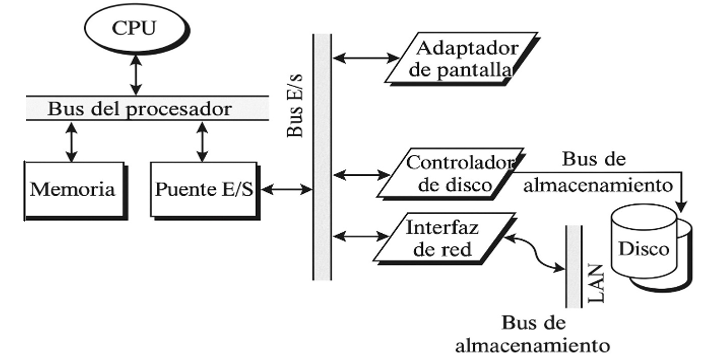 CPU
Bus del procesador
Memoria
Puente E/S
Bus E/s
Adaptador
de pantalla
Controlador
de disco
Bus de
almacenamiento
Interfaz
de red
Disco
LAN
Bus de
almacenamiento